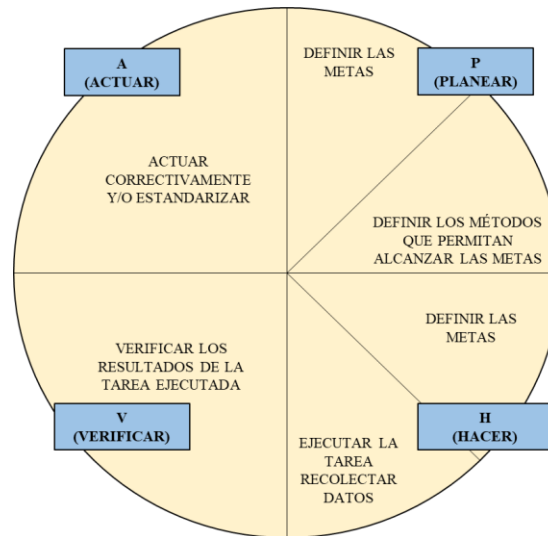 A
(ACTUAR)
DEFINIR LAS
METAS
P
(PLANEAR)
ACTUAR
CORRECTIVAMENTE
Y/O ESTANDARIZAR
DEFINIR LOS MÉTODOS
QUE PERMITAN
ALCANZAR LAS METAS
DEFINIR LAS
METAS
VERIFICAR LOS
RESULTADOS DE LA
TAREA EJECUTADA
V
(VERIFICAR)
EJECUTAR LA
TAREA
RECOLECTAR
DATOS
H
(HACER)